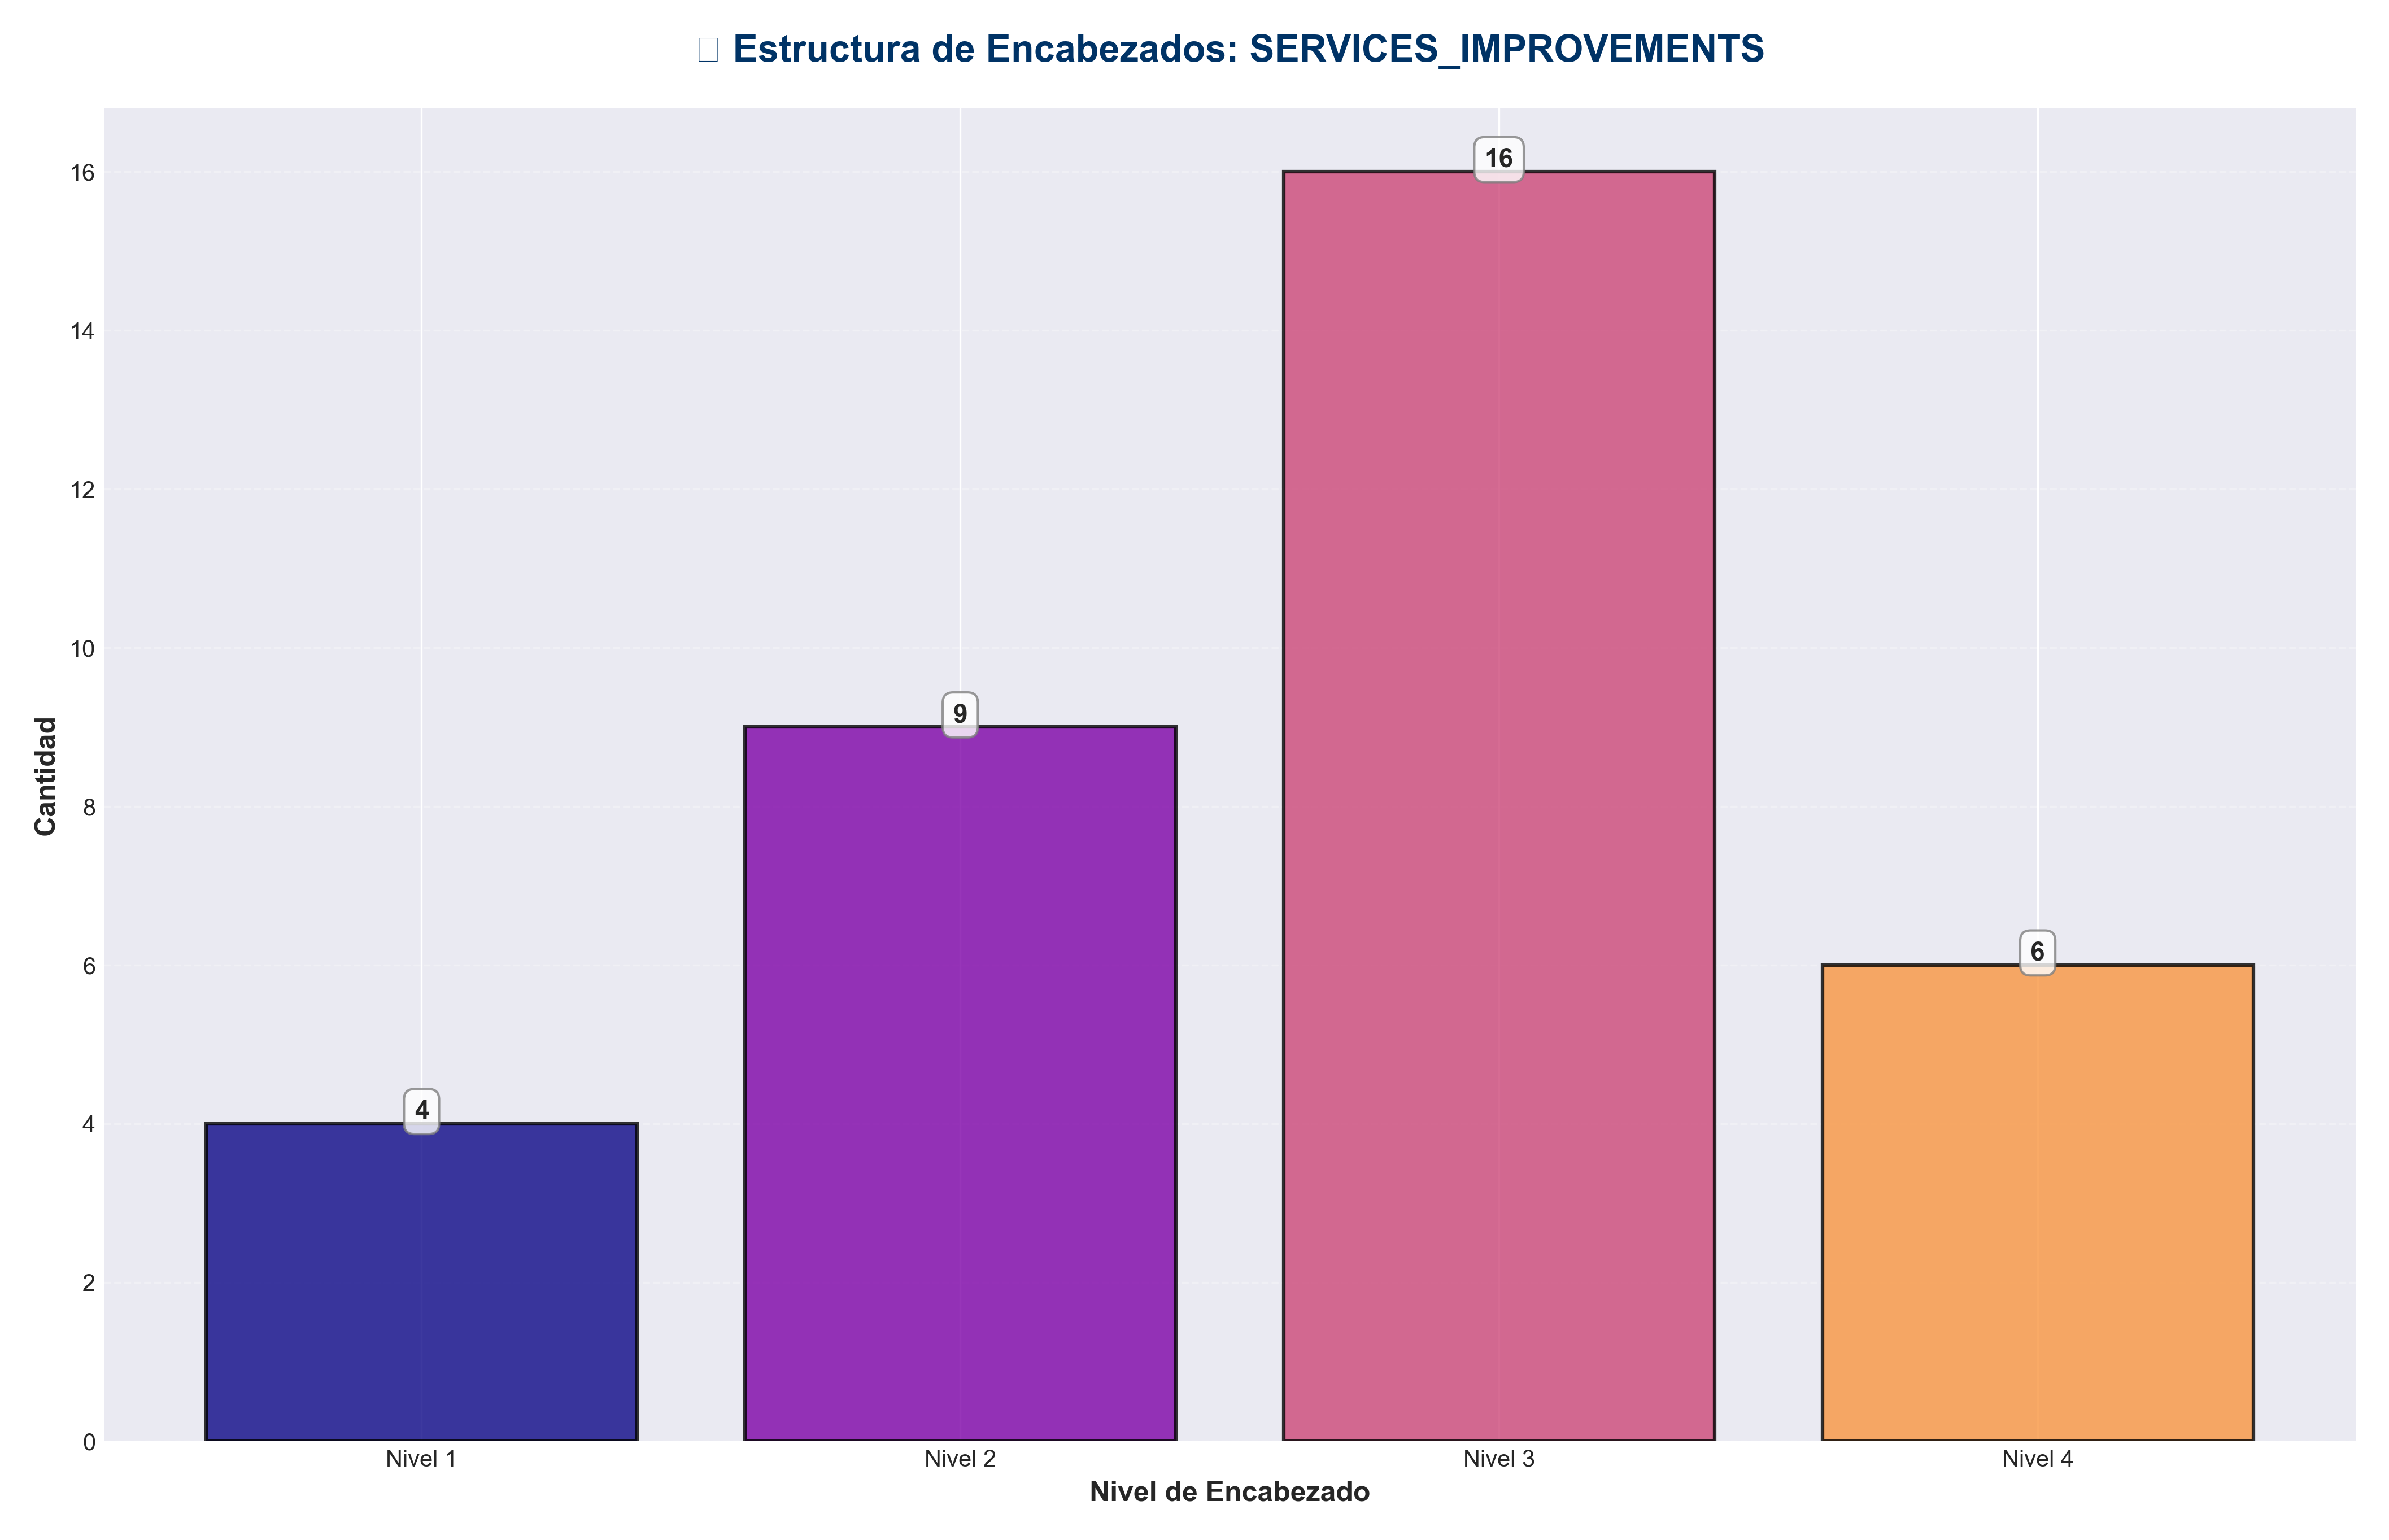 Estructura de Encabezados: SERVICES_IMPROVEMENTS
16
14
12
10
8
6
4
2
0
Cantidad
4
9
16
6
Nivel 1
Nivel 2
Nivel 3
Nivel 4
Nivel de Encabezado